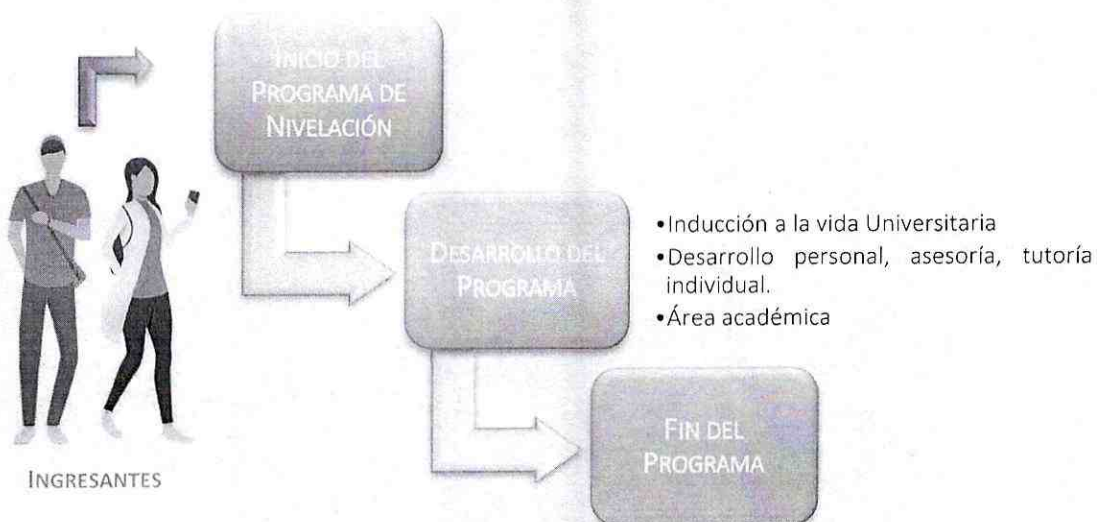 INICIO DEL
PROGRAMA DE
NIVELACIÓN
DESARROLLO DEL
PROGRAMA
•Inducción a la vida Universitaria
•Desarrollo personal, asesoría, tutoría
individual.
•Área académica
FIN DEL
PROGRAMA
INGRESANTES